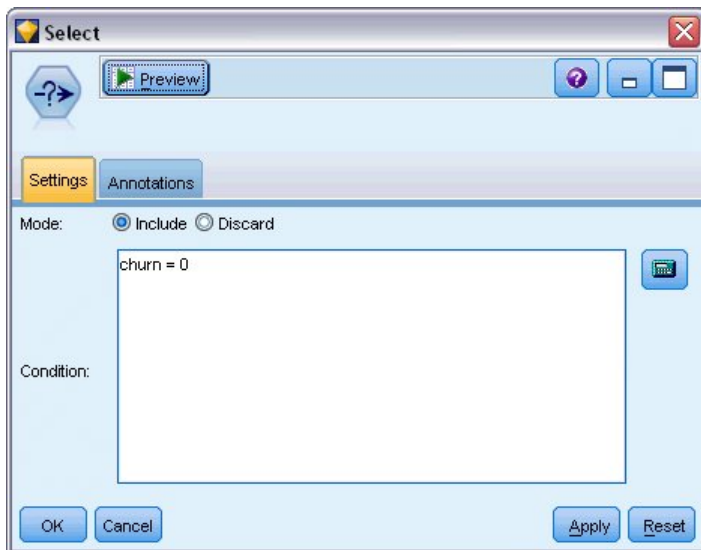 Select
Preview
Settings Annotations
Mode: Include Discard
churn = 0
Condition:
OK Cancel Apply Reset